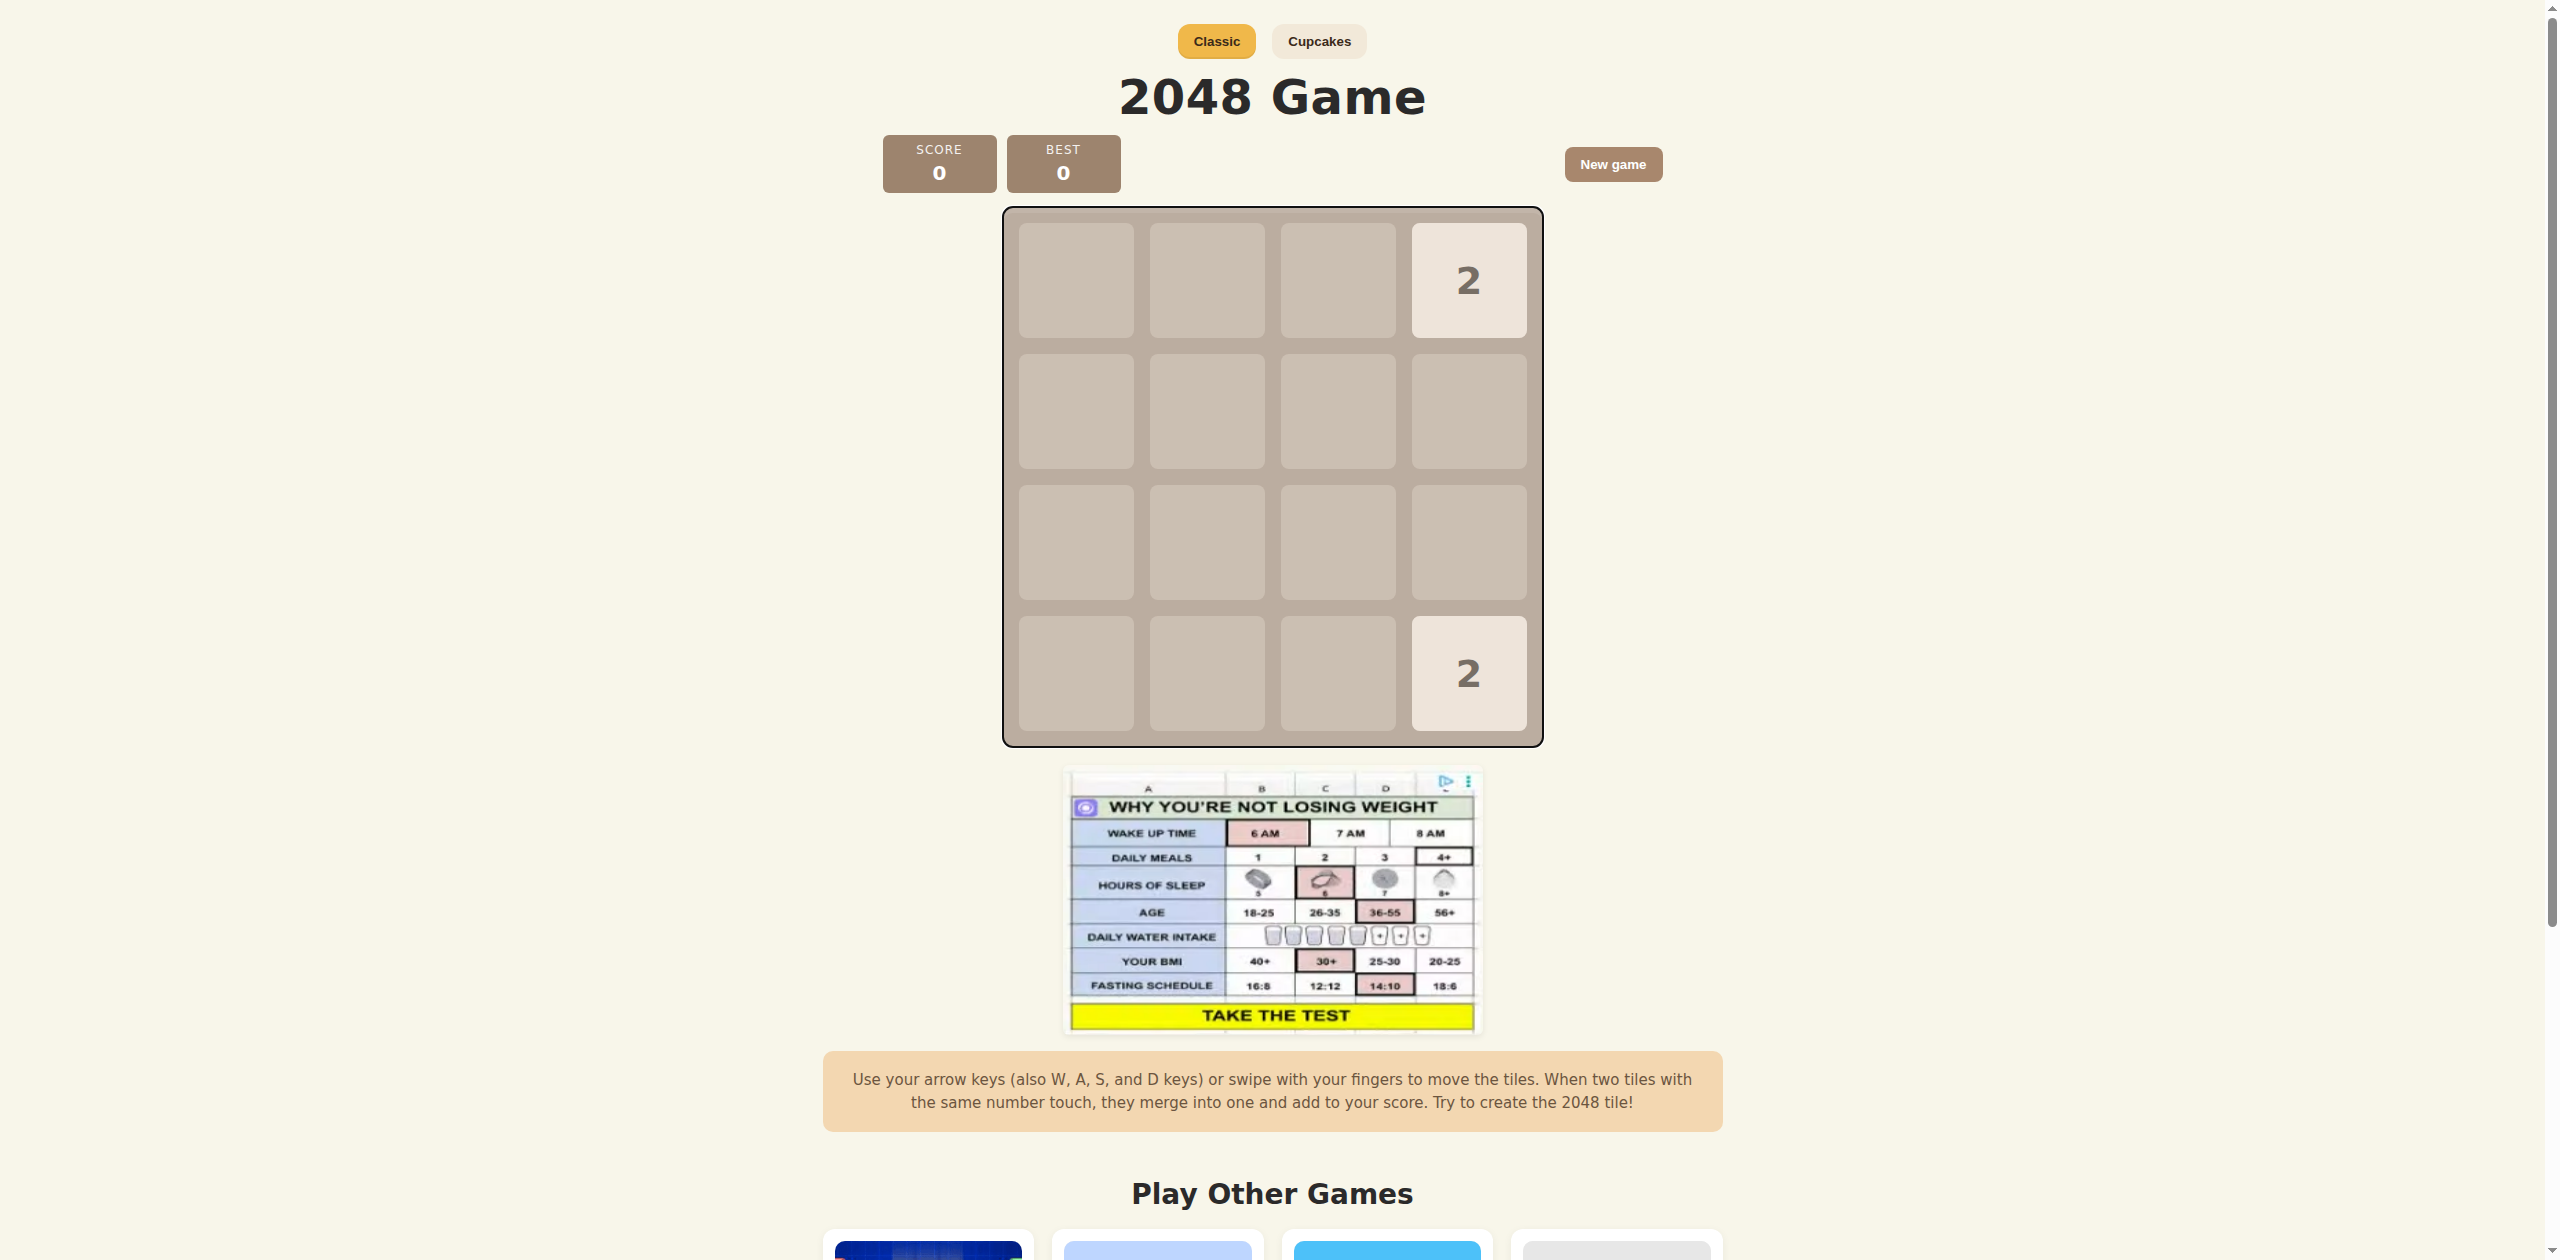 Classic
Cupcakes
2048 Game
SCORE
0
BEST
0
New game
2
2
A B C D
WHY YOU'RE NOT LOSING WEIGHT
WAKE UP TIME 6 AM 7 AM 8 AM
DAILY MEALS 1 2 3 4+
HOURS OF SLEEP 5 6 7 8+
AGE 18-25 26-35 36-55 56+
DAILY WATER INTAKE + + +
YOUR BMI 40+ 30+ 25-30 20-25
FASTING SCHEDULE 16:8 12:12 14:10 18:6
TAKE THE TEST
Use your arrow keys (also W, A, S, and D keys) or swipe with your fingers to move the tiles. When two tiles with
the same number touch, they merge into one and add to your score. Try to create the 2048 tile!
Play Other Games